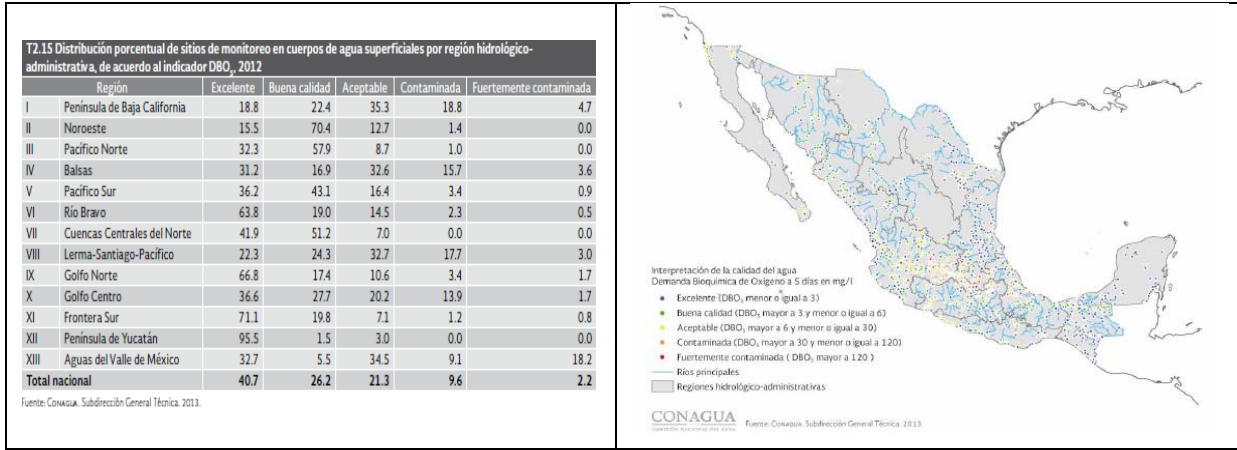 T2.15 Distribución porcentual de sitios de monitoreo en cuerpos de agua superficiales por región hidrológico-
administrativa, de acuerdo al indicador DBO₅, 2012
Región Excelente Buena calidad Aceptable Contaminada Fuertemente contaminada
I Península de Baja California 18.8 22.4 35.3 18.8 4.7
II Noroeste 15.5 70.4 12.7 1.4 0.0
III Pacífico Norte 32.3 57.9 8.7 1.0 0.0
IV Balsas 31.2 16.9 32.6 15.7 3.6
V Pacífico Sur 36.2 43.1 16.4 3.4 0.9
VI Río Bravo 63.8 19.0 14.5 2.3 0.5
VII Cuencas Centrales del Norte 41.9 51.2 7.0 0.0 0.0
VIII Lerma-Santiago-Pacífico 22.3 24.3 32.7 17.7 3.0
IX Golfo Norte 66.8 17.4 10.6 3.4 1.7
X Golfo Centro 36.6 27.7 20.2 13.9 1.7
XI Frontera Sur 71.1 19.8 7.1 1.2 0.8
XII Península de Yucatán 95.5 1.5 3.0 0.0 0.0
XIII Aguas del Valle de México 32.7 5.5 34.5 9.1 18.2
Total nacional 40.7 26.2 21.3 9.6 2.2
Fuente: CONAGUA. Subdirección General Técnica. 2013.
Interpretación de la calidad del agua
Demanda Bioquímica de Oxígeno a 5 días en mg/l
Excelente (DBO₅ menor o igual a 3)
Buena calidad (DBO₅ mayor a 3 y menor o igual a 6)
Aceptable (DBO₅ mayor a 6 y menor o igual a 30)
Contaminada (DBO₅ mayor a 30 y menor o igual a 120)
Fuertemente contaminada ( DBO₅ mayor a 120 )
Ríos principales
Regiones hidrológico-administrativas
CONAGUA
COMISIÓN NACIONAL DEL AGUA
Fuente: CONAGUA. Subdirección General Técnica. 2013.